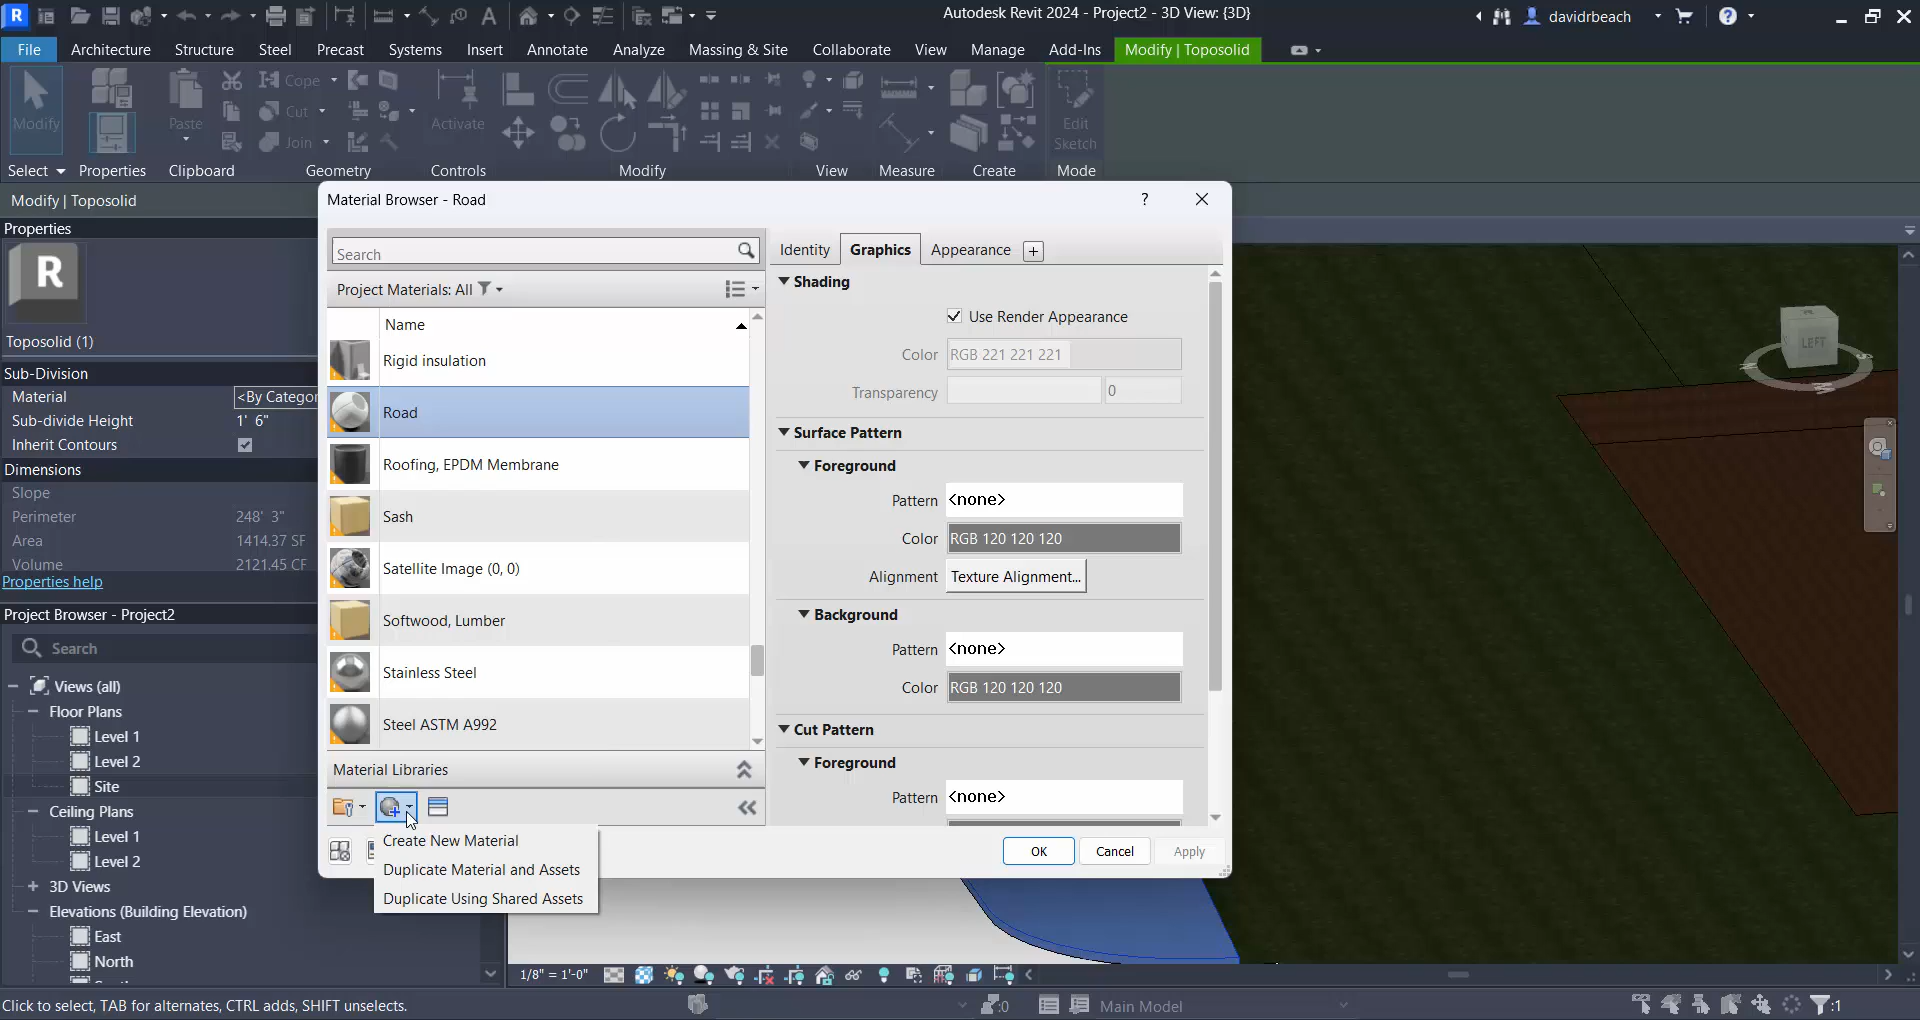 R
Autodesk Revit 2024 - Project2 - 3D View: {3D}
davidrbeach
File
Architecture
Structure
Steel
Precast
Systems
Insert
Annotate
Analyze
Massing & Site
Collaborate
View
Manage
Add-Ins
Modify | Toposolid
Modify
Paste
Cope
Cut
Join
Activate
Edit
Sketch
Select
Properties
Clipboard
Geometry
Controls
Modify
View
Measure
Create
Mode
Modify | Toposolid
Properties
R
Toposolid (1)
Sub-Division
Material
<By Categor
Sub-divide Height
1' 6"
Inherit Contours
Dimensions
Slope
Perimeter
248' 3"
Area
1414.37 SF
Volume
2121.45 CF
Properties help
Project Browser - Project2
Search
Views (all)
Floor Plans
Level 1
Level 2
Site
Ceiling Plans
Level 1
Level 2
3D Views
Elevations (Building Elevation)
East
North
Material Browser - Road
?
Search
Project Materials: All
Name
Rigid insulation
Road
Roofing, EPDM Membrane
Sash
Satellite Image (0, 0)
Softwood, Lumber
Stainless Steel
Steel ASTM A992
Material Libraries
Create New Material
Duplicate Material and Assets
Duplicate Using Shared Assets
Identity
Graphics
Appearance
Shading
Use Render Appearance
Color
RGB 221 221 221
Transparency
0
Surface Pattern
Foreground
Pattern
<none>
Color
RGB 120 120 120
Alignment
Texture Alignment...
Background
Pattern
<none>
Color
RGB 120 120 120
Cut Pattern
Foreground
Pattern
<none>
OK
Cancel
Apply
LEFT
1/8" = 1'-0"
Click to select, TAB for alternates, CTRL adds, SHIFT unselects.
:0
Main Model
:1